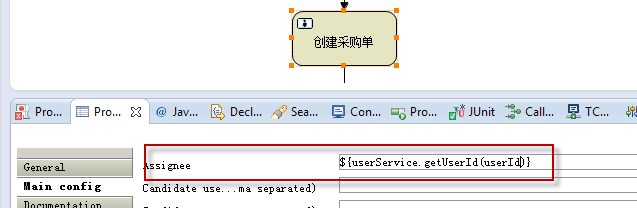 创建采购单
Pro... Pro... @ Jav... Decl... Sea... Con... Pro... JUnit Call... TC...
General
Main config
Documentation
Assignee ${userService.getUserId(userId)}
Candidate use...ma separated)